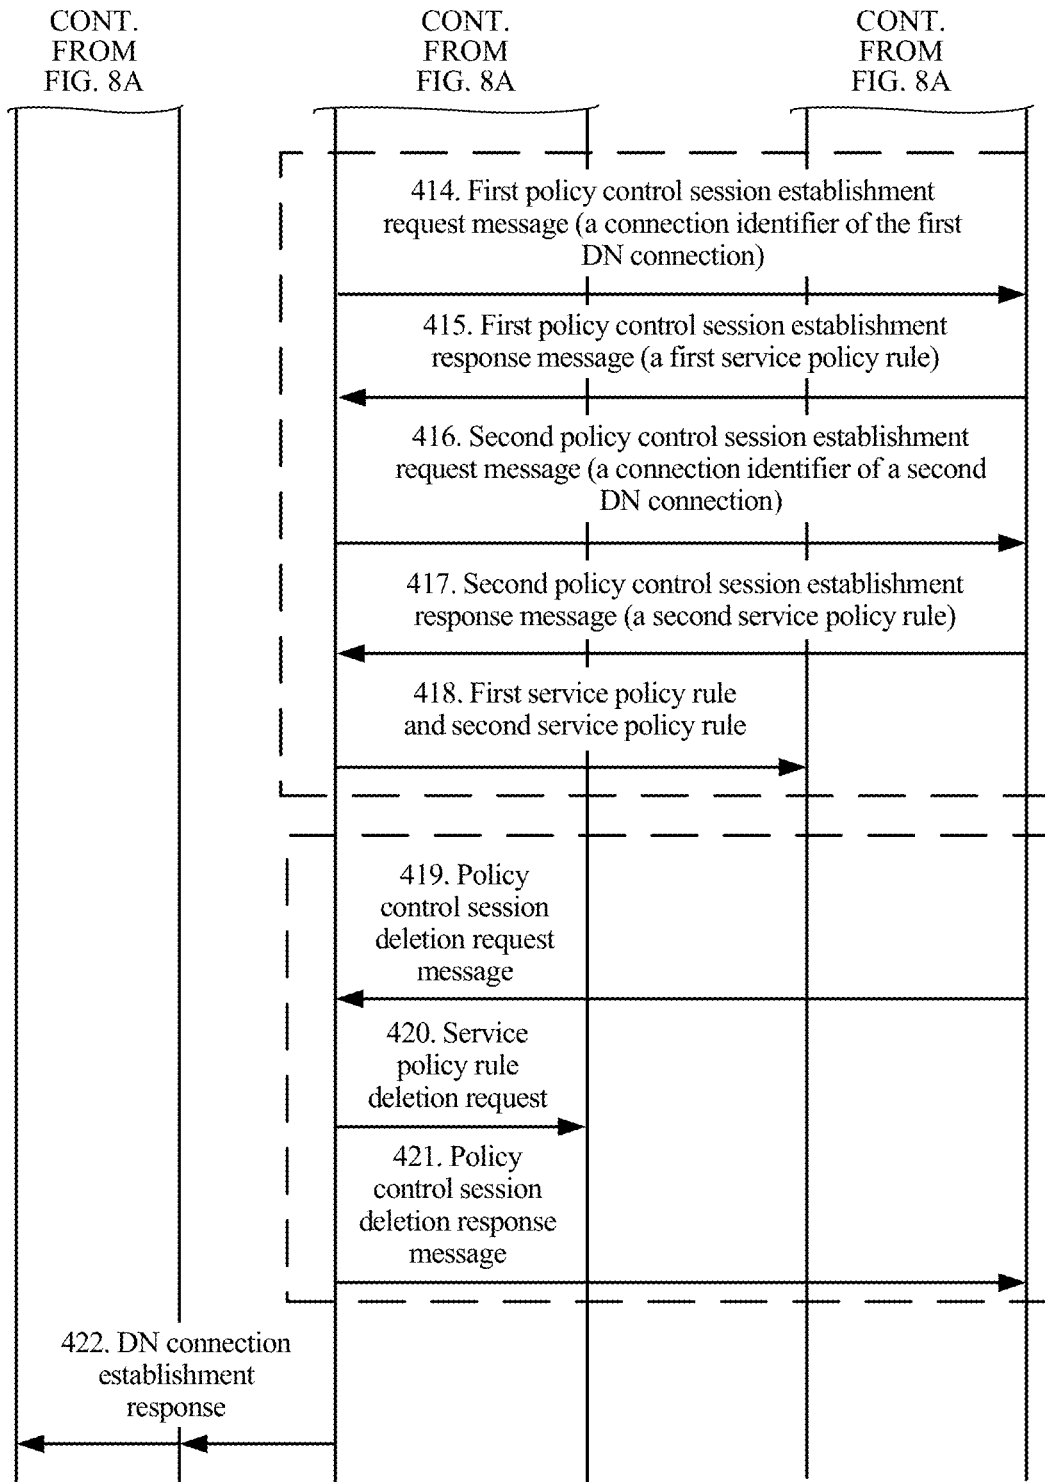 CONT.
FROM
FIG. 8A
CONT.
FROM
FIG. 8A
CONT.
FROM
FIG. 8A
414. First policy control session establishment
request message (a connection identifier of the first
DN connection)
415. First policy control session establishment
response message (a first service policy rule)
416. Second policy control session establishment
request message (a connection identifier of a second
DN connection)
417. Second policy control session establishment
response message (a second service policy rule)
418. First service policy rule
and second service policy rule
419. Policy
control session
deletion request
message
420. Service
policy rule
deletion request
421. Policy
control session
deletion response
message
422. DN connection
establishment
response